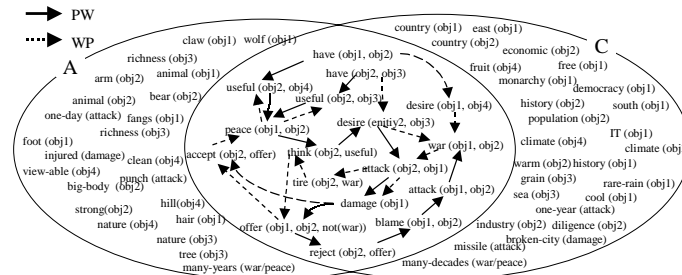 PW
WP
A
C
claw (obj1)
wolf (obj1)
richness (obj3)
animal (obj1)
arm (obj2)
bear (obj2)
animal (obj2)
one-day (attack)
fangs (obj1)
richness (obj3)
foot (obj1)
injured (damage)
clean (obj4)
view-able (obj4)
punch (attack)
big-body (obj2)
strong(obj2)
hill(obj4)
hair (obj1)
nature (obj4)
nature (obj3)
tree (obj3)
many-years (war/peace)
have (obj1, obj2)
have (obj2, obj3)
useful (obj2, obj4)
useful (obj2, obj3)
desire (obj1, obj4)
peace (obj1, obj2)
desire (enitiy2, obj3)
accept (obj2, offer)
think (obj2, useful)
war (obj1, obj2)
attack (obj2, obj1)
tire (obj2, war)
attack (obj1, obj2)
damage (obj1)
offer (obj1, obj2, not(war))
blame (obj1, obj2)
reject (obj2, offer)
country (obj1)
east (obj1)
country (obj2)
economic (obj2)
fruit (obj4)
free (obj1)
monarchy (obj1)
democracy (obj1)
history (obj2)
south (obj1)
population (obj2)
IT (obj1)
climate (obj4)
climate (obj
warm (obj2)
history (obj1)
grain (obj3)
rare-rain (obj1)
sea (obj3)
cool (obj1)
one-year (attack)
industry (obj2)
diligence (obj2)
broken-city (damage)
missile (attack)
many-decades (war/peace)